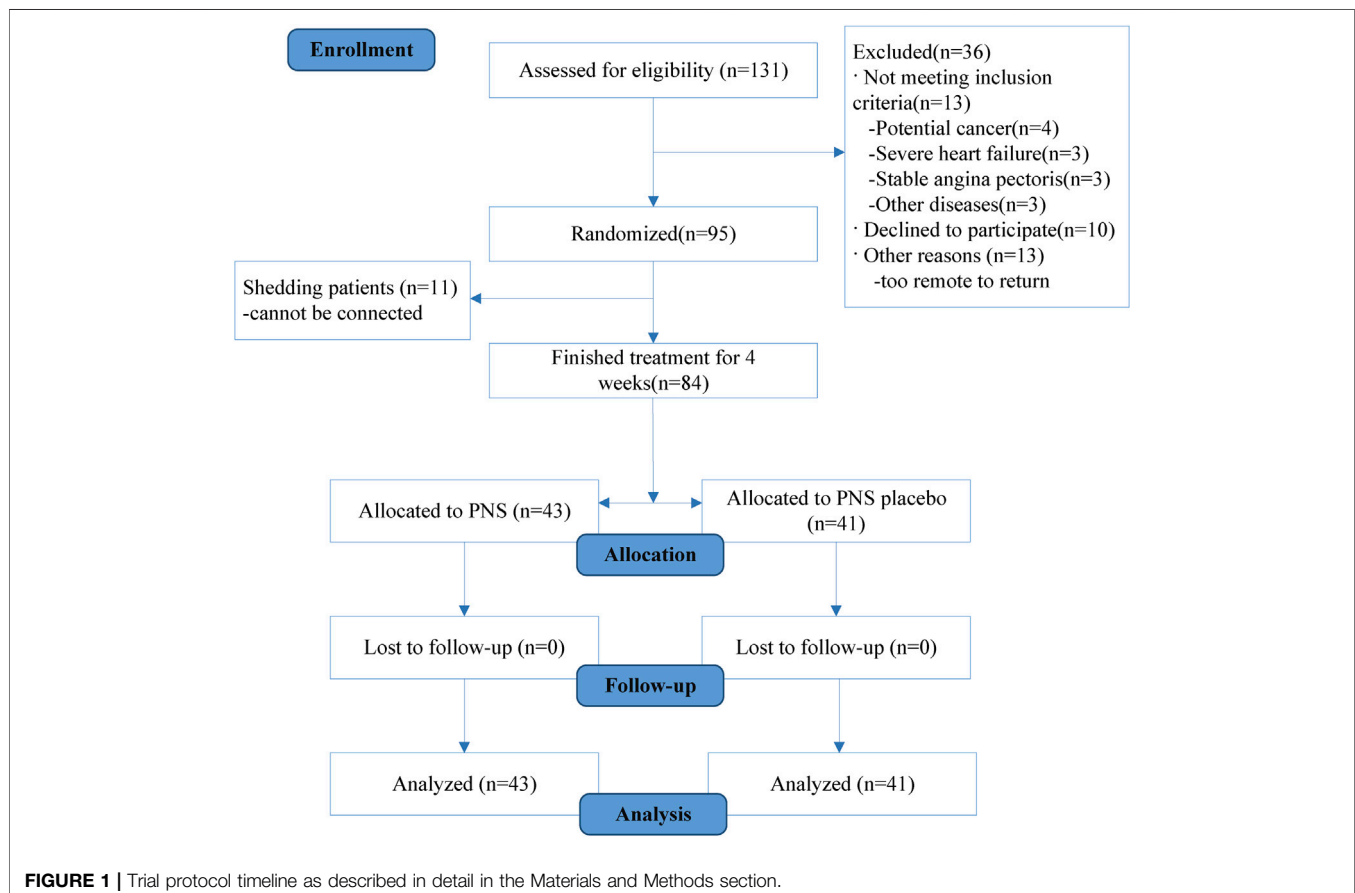 Enrollment
Assessed for eligibility (n=131)
Excluded(n=36)
· Not meeting inclusion
criteria(n=13)
-Potential cancer(n=4)
-Severe heart failure(n=3)
-Stable angina pectoris(n=3)
-Other diseases(n=3)
· Declined to participate(n=10)
· Other reasons (n=13)
-too remote to return
Randomized(n=95)
Shedding patients (n=11)
-cannot be connected
Finished treatment for 4
weeks(n=84)
Allocated to PNS (n=43)
Allocated to PNS placebo
(n=41)
Allocation
Lost to follow-up (n=0)
Lost to follow-up (n=0)
Follow-up
Analyzed (n=43)
Analyzed (n=41)
Analysis
FIGURE 1 | Trial protocol timeline as described in detail in the Materials and Methods section.